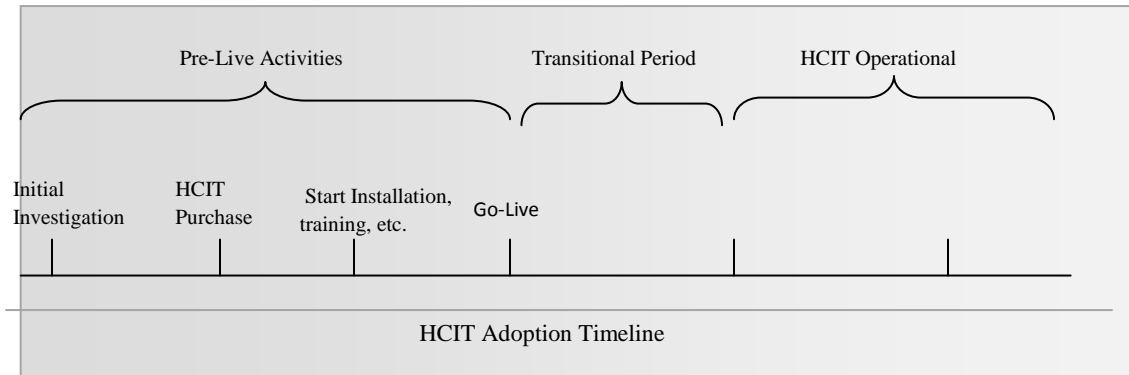 Pre-Live Activities
Transitional Period
HCIT Operational
Initial
Investigation
HCIT
Purchase
Start Installation,
training, etc.
Go-Live
HCIT Adoption Timeline